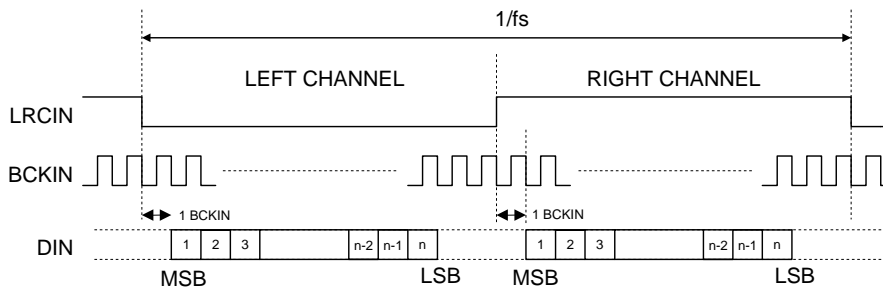 1/fs
LEFT CHANNEL RIGHT CHANNEL
LRCIN
BCKIN
1 BCKIN 1 BCKIN
DIN 1 2 3 n-2 n-1 n 1 2 3 n-2 n-1 n
MSB LSB MSB LSB